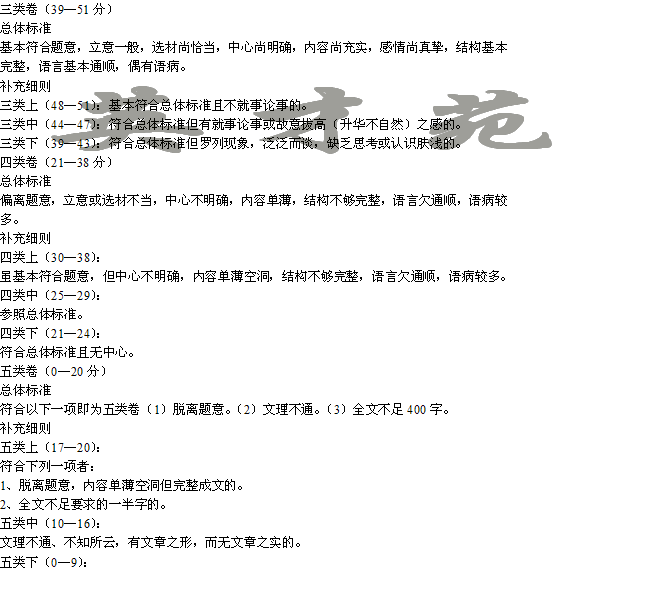 三类卷（39—51 分）
总体标准
基本符合题意，立意一般，选材尚恰当，中心尚明确，内容尚充实，感情尚真挚，结构基本
完整，语言基本通顺，偶有语病。
补充细则
三类上（48—51）：基本符合总体标准且不就事论事的。
三类中（44—47）：符合总体标准但有就事论事或故意拔高（升华不自然）之感的。
三类下（39—43）：符合总体标准但罗列现象，泛泛而谈，缺乏思考或认识肤浅的。
英才苑
四类卷（21—38 分）
总体标准
偏离题意，立意或选材不当，中心不明确，内容单薄，结构不够完整，语言欠通顺，语病较
多。
补充细则
四类上（30—38）：
虽基本符合题意，但中心不明确，内容单薄空洞，结构不够完整，语言欠通顺，语病较多。
四类中（25—29）：
参照总体标准。
四类下（21—24）：
符合总体标准且无中心。
五类卷（0—20 分）
总体标准
符合以下一项即为五类卷（1）脱离题意。（2）文理不通。（3）全文不足 400 字。
补充细则
五类上（17—20）：
符合下列一项者：
1、脱离题意，内容单薄空洞但完整成文的。
2、全文不足要求的一半字的。
五类中（10—16）：
文理不通、不知所云，有文章之形，而无文章之实的。
五类下（0—9）：